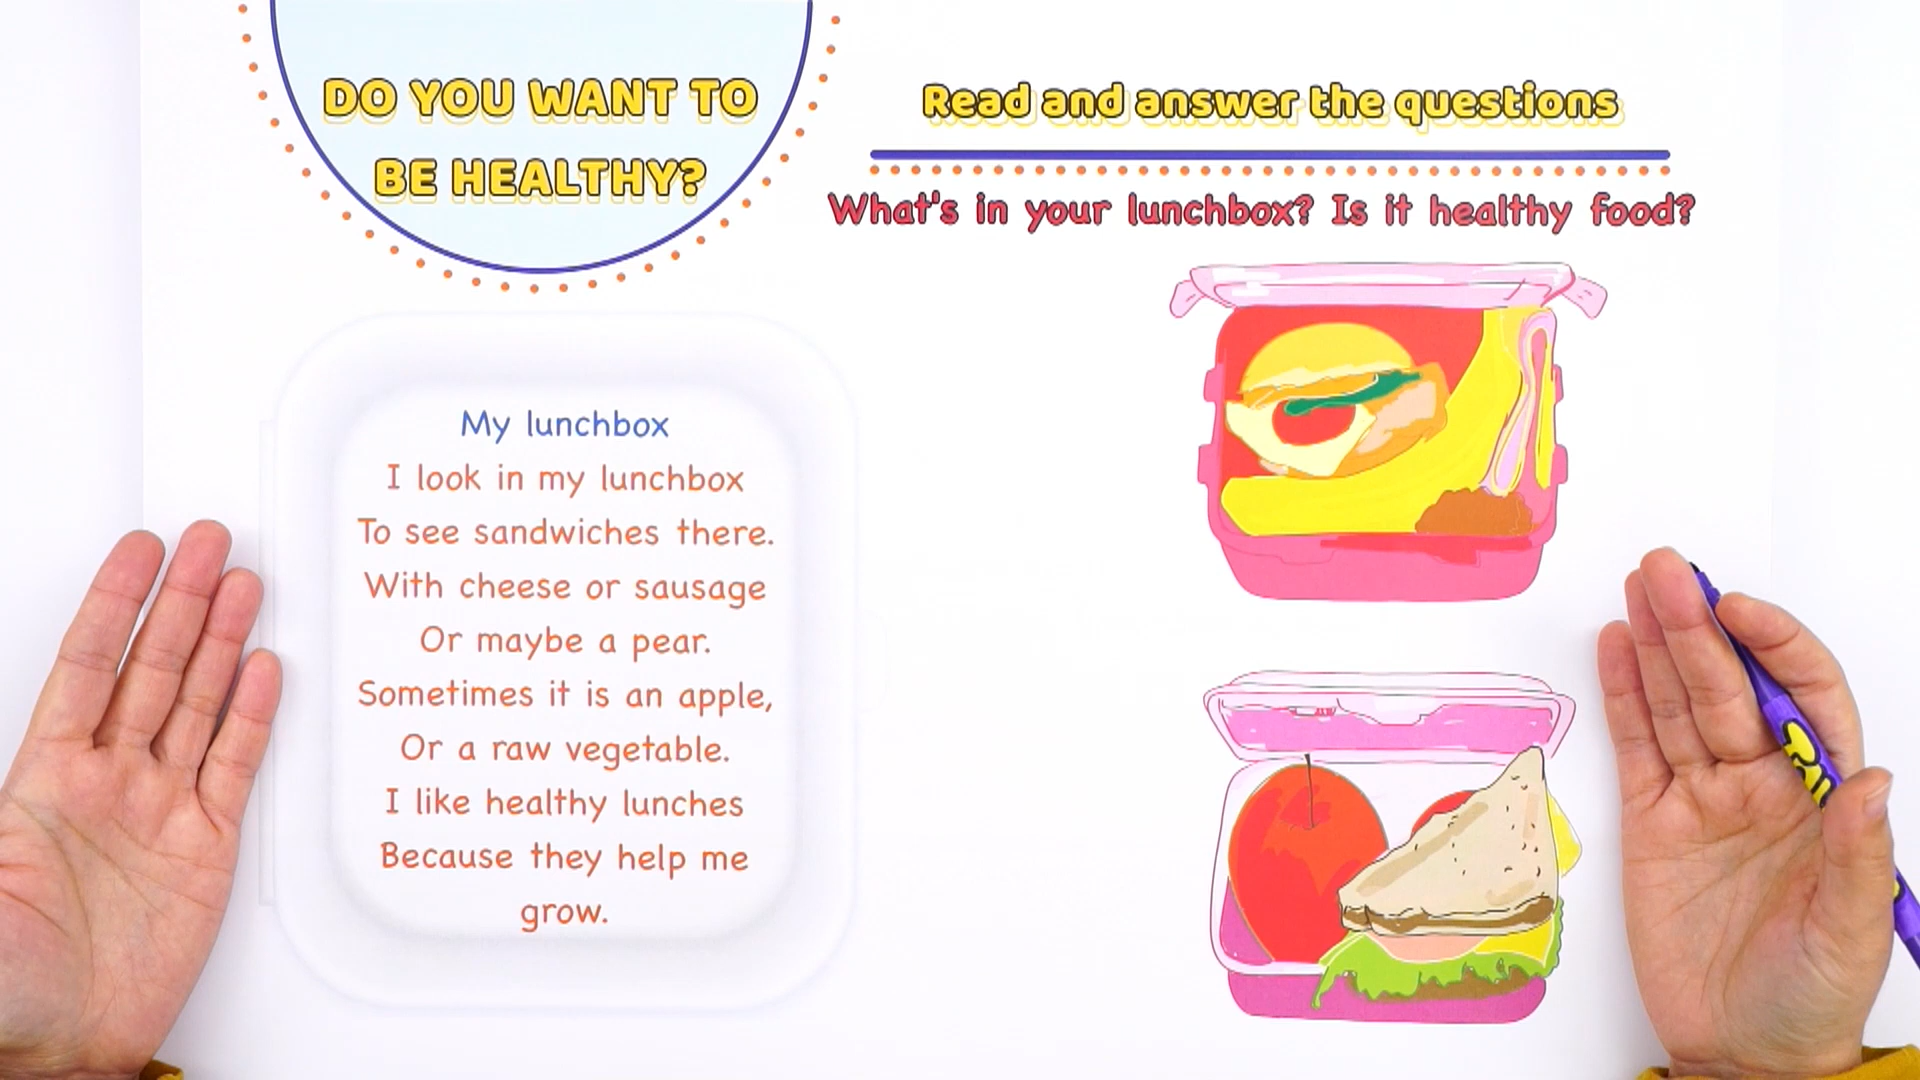 DO YOU WANT TO
BE HEALTHY?
My lunchbox
I look in my lunchbox
To see sandwiches there.
With cheese or sausage
Or maybe a pear.
Sometimes it is an apple,
Or a raw vegetable.
I like healthy lunches
Because they help me
grow.
Read and answer the questions
What's in your lunchbox? Is it healthy food?